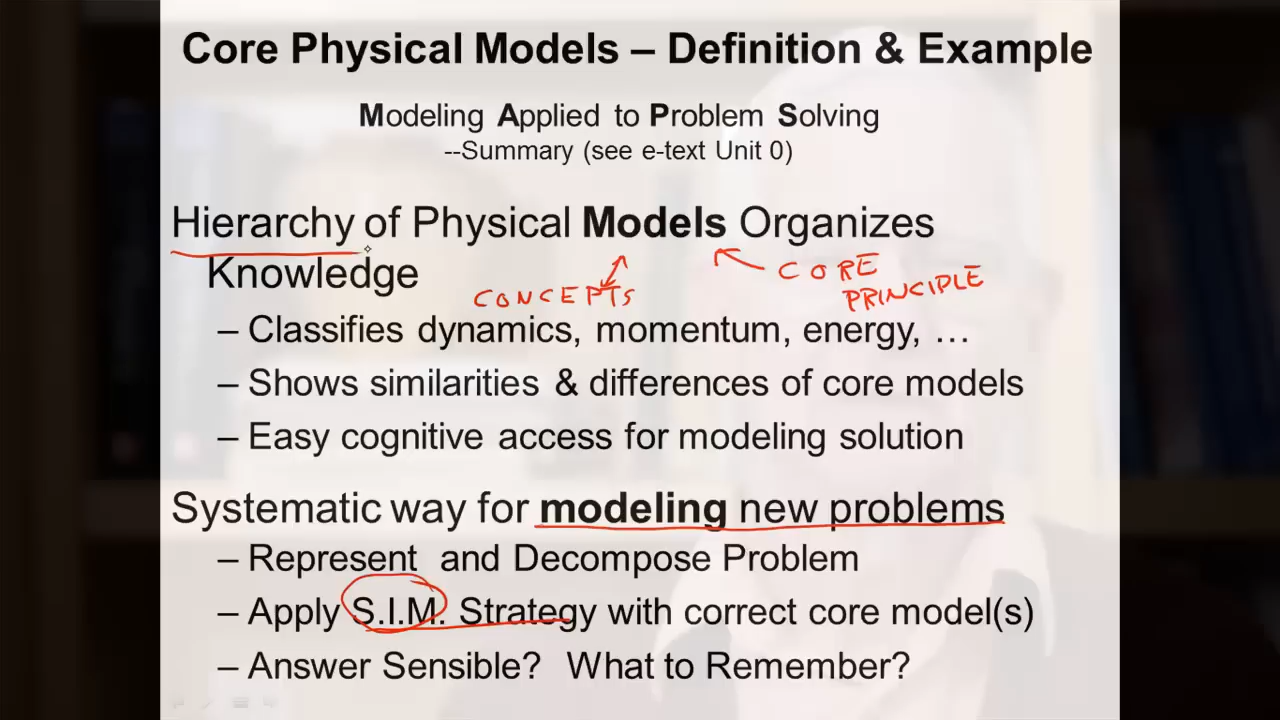 Core Physical Models – Definition & Example
Modeling Applied to Problem Solving
--Summary (see e-text Unit 0)
Hierarchy of Physical Models Organizes
Knowledge
CONCEPTS
CORE
PRINCIPLE
– Classifies dynamics, momentum, energy, …
– Shows similarities & differences of core models
– Easy cognitive access for modeling solution
Systematic way for modeling new problems
– Represent and Decompose Problem
– Apply S.I.M. Strategy with correct core model(s)
– Answer Sensible? What to Remember?